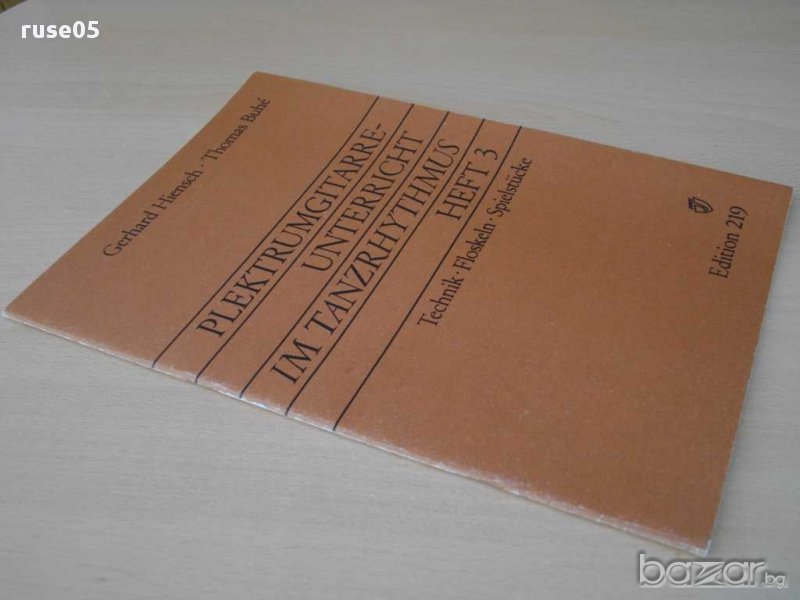 ruse05
Gerhard Hiensch · Thomas Buhé
PLEKTRUMGITARRE-
UNTERRICHT
IM TANZRHYTHMUS
HEFT 3
Technik · Floskeln · Spielstücke
Edition 219
bazar.bg